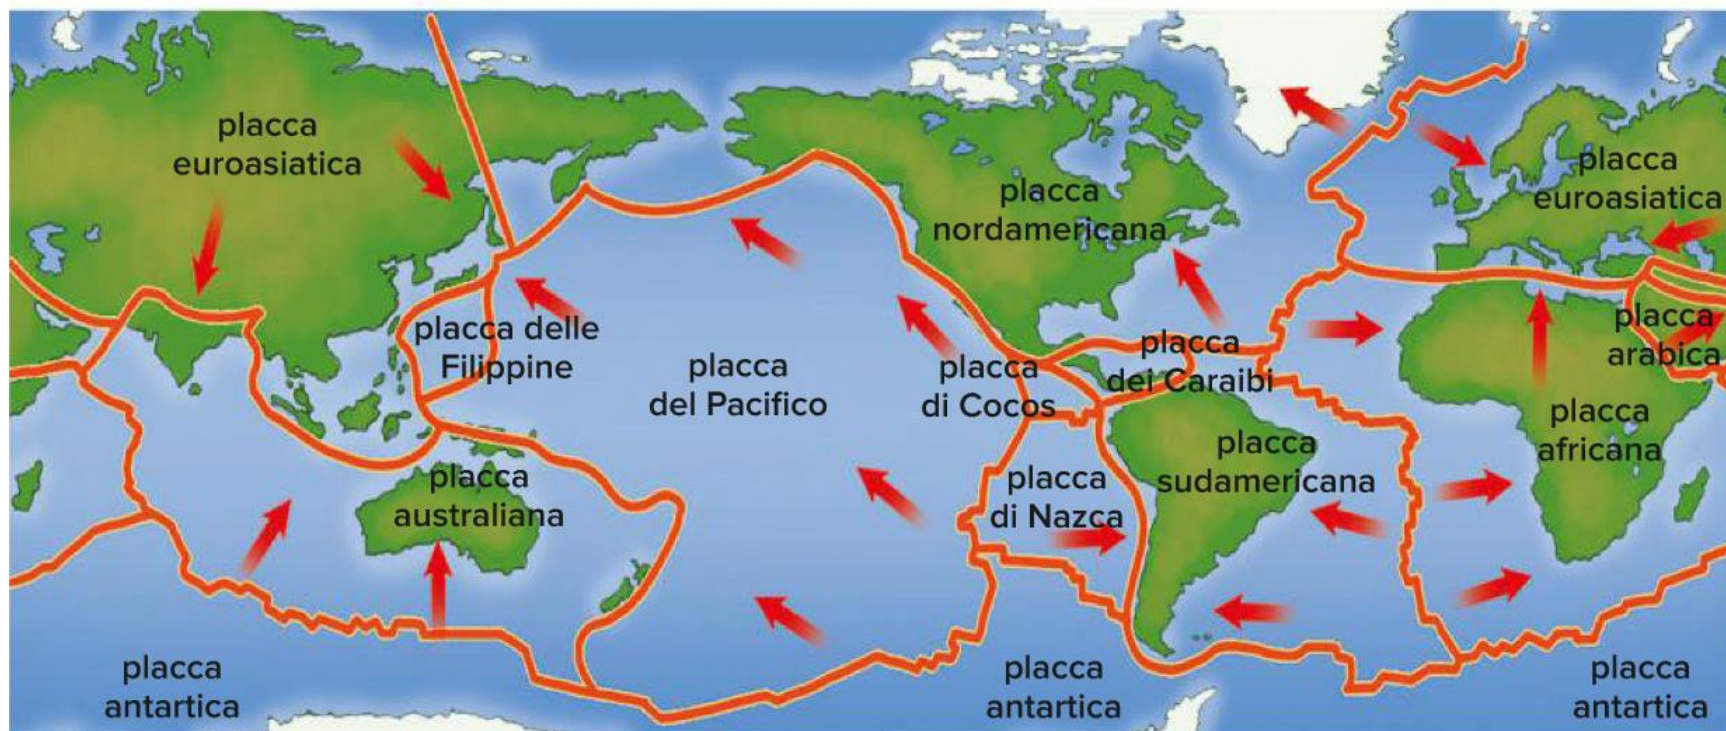 placca
euroasiatica
placca
euroasiatica
placca
nordamericana
placca delle
Filippine
placca
del Pacifico
placca
di Cocos
placca
dei Caraibi
placca
arabica
placca
africana
placca
australiana
placca
di Nazca
placca
sudamericana
placca
antartica
placca
antartica
placca
antartica